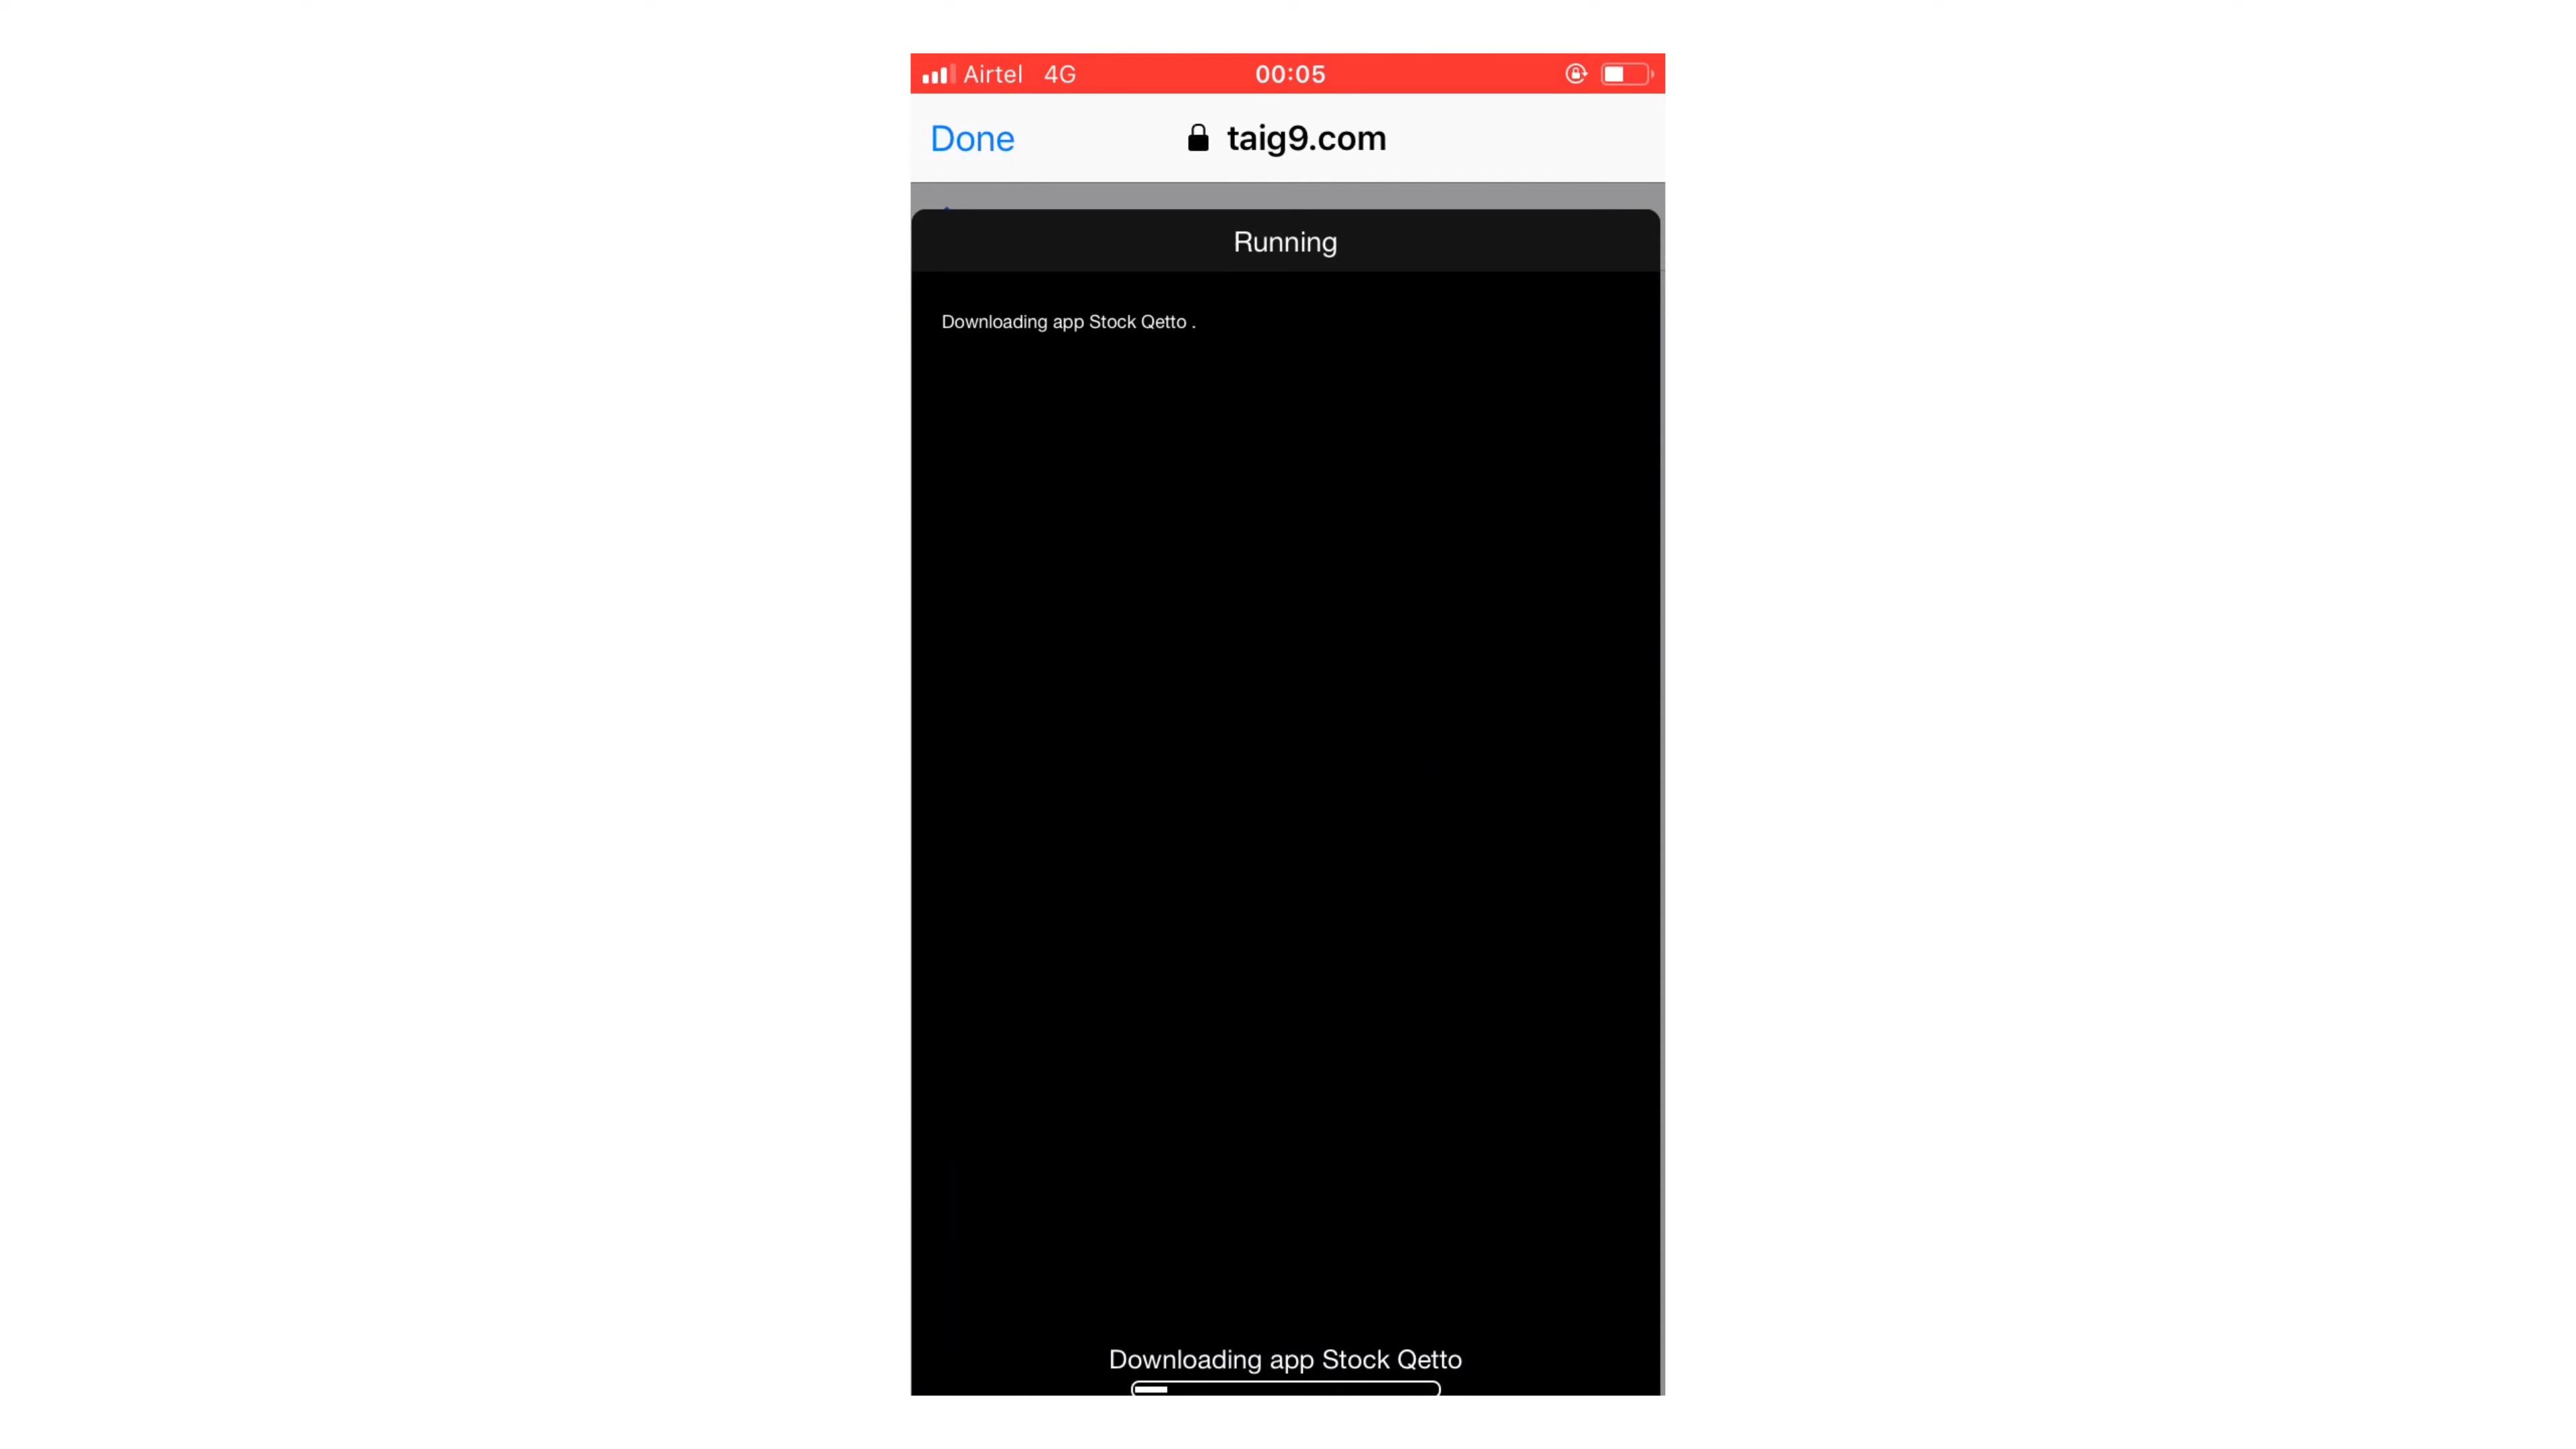 Airtel 4G 00:05
Done taig9.com
Running
Downloading app Stock Qetto .
Downloading app Stock Qetto